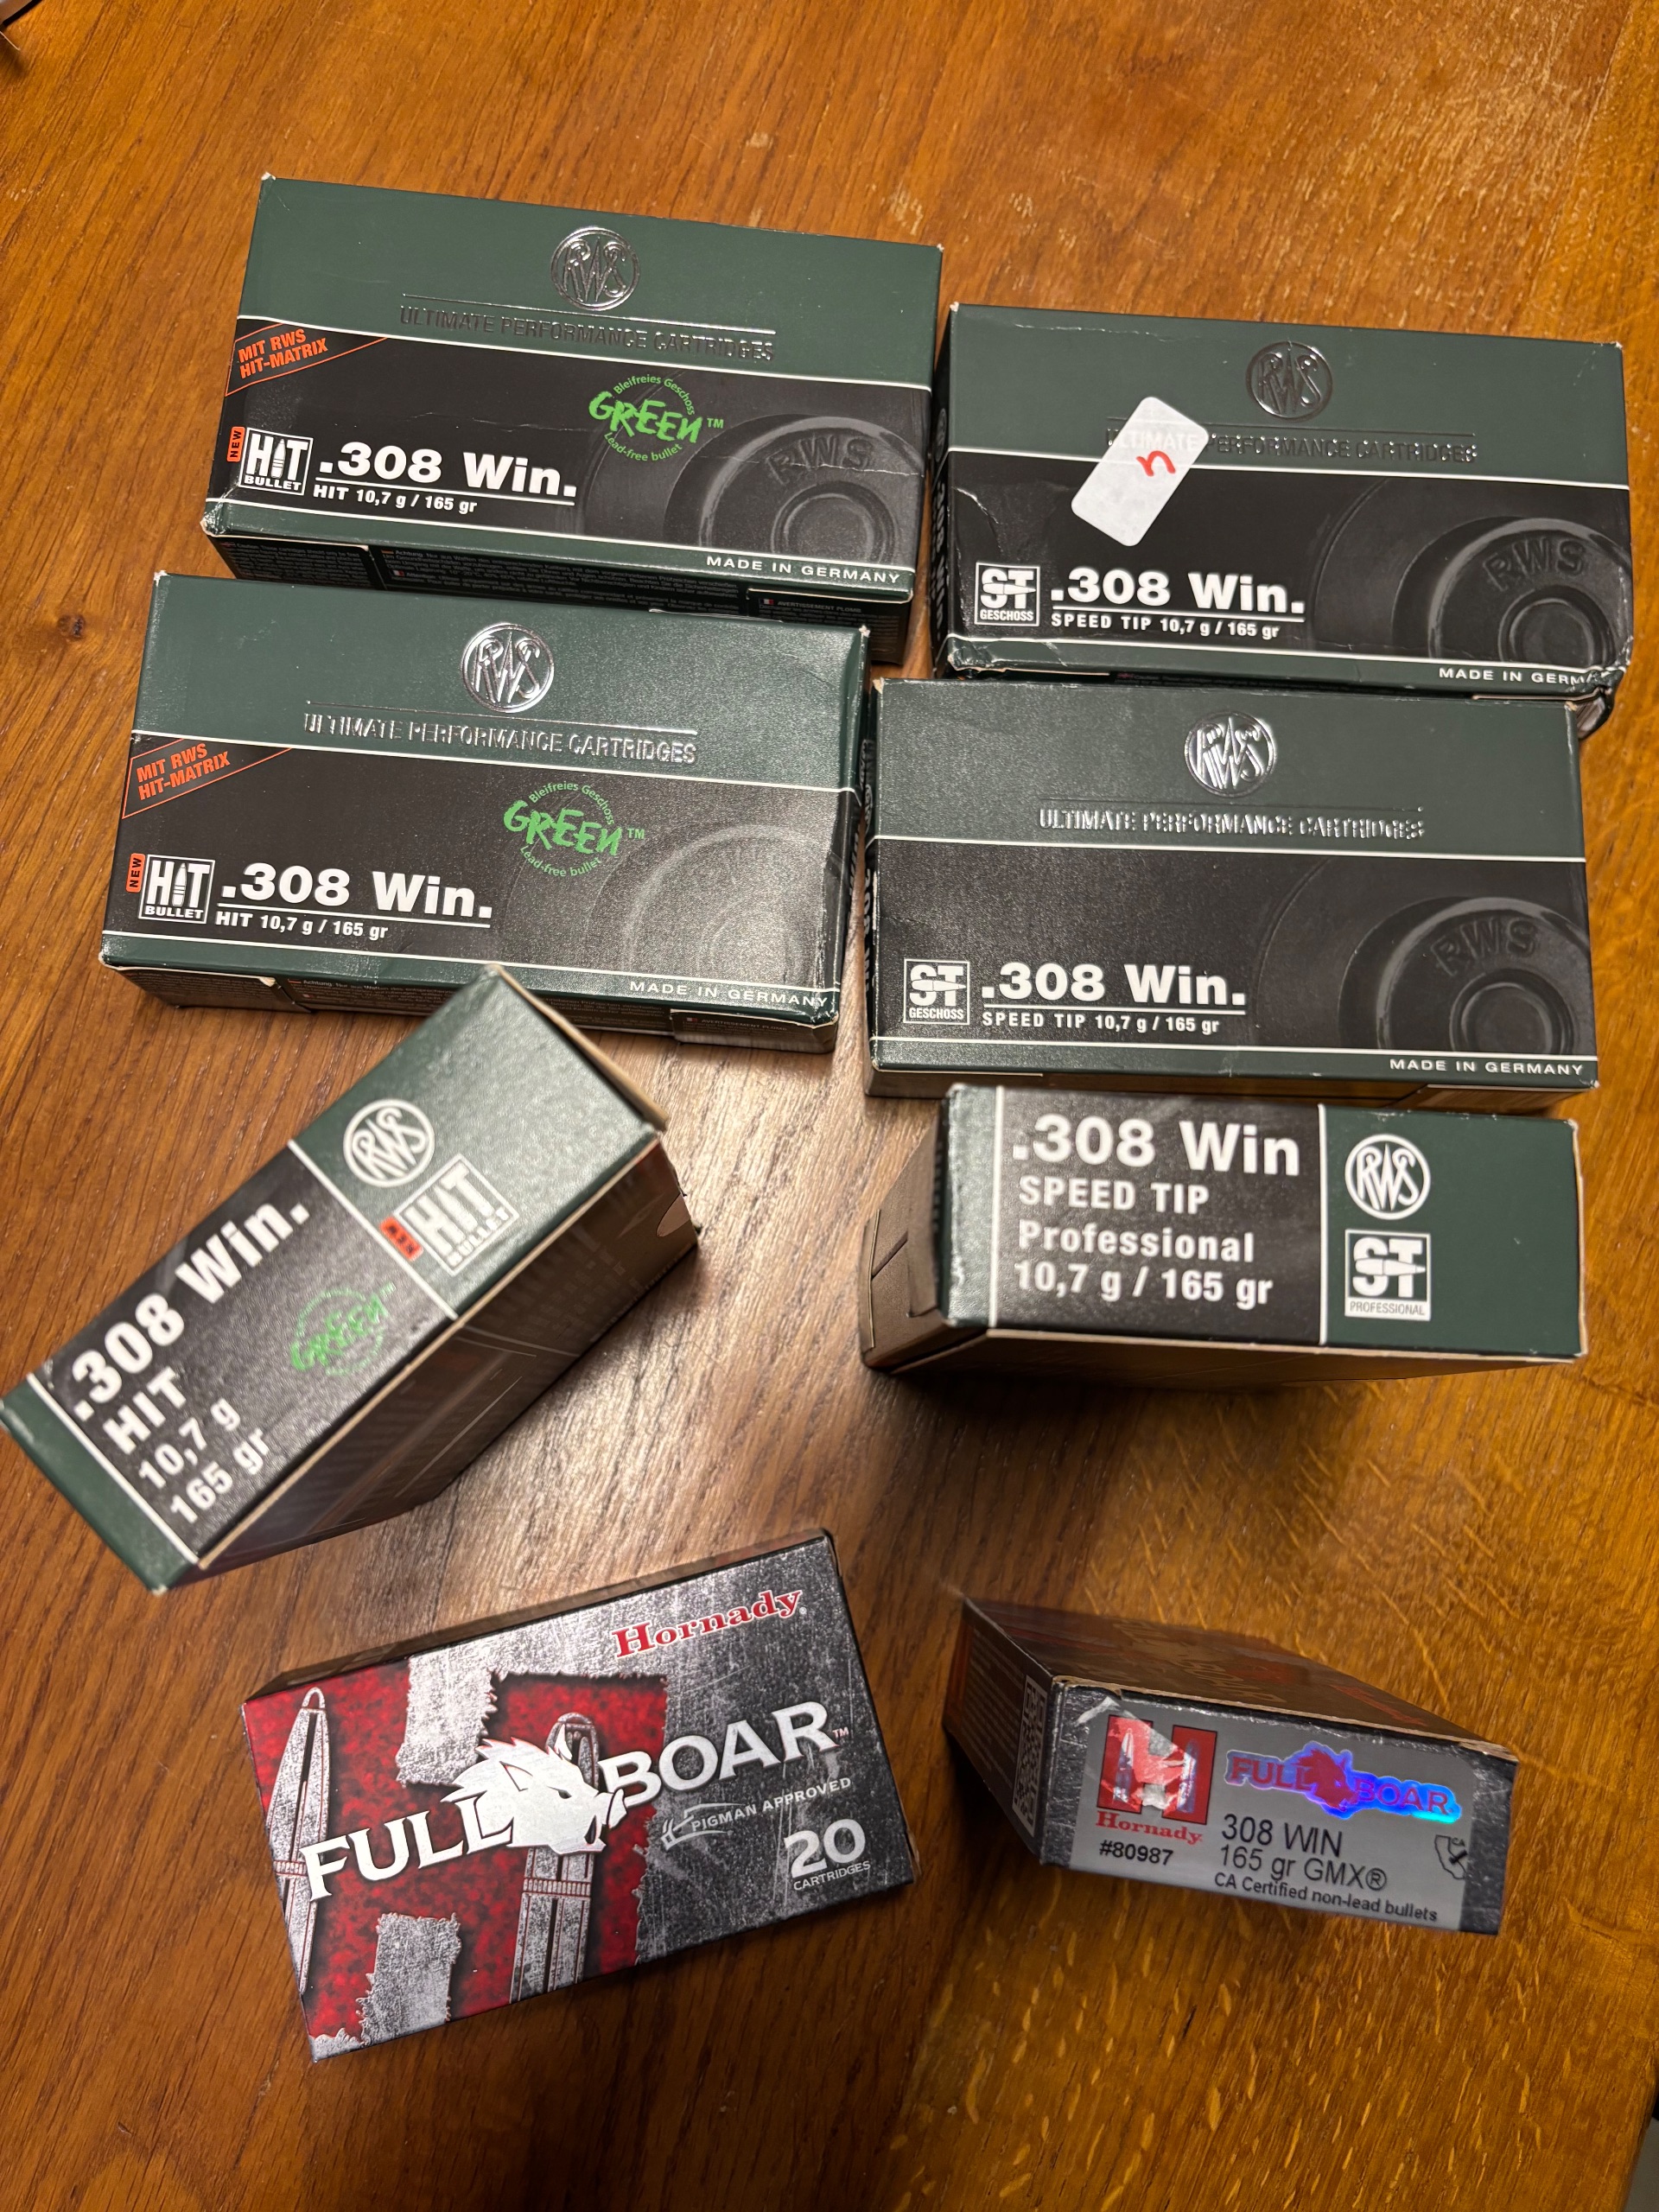 RWS
ULTIMATE PERFORMANCE CARTRIDGES
MIT RWS
HIT-MATRIX
Bleifreies Geschoss
GREEN™
Lead-free bullet
RWS
NEW
HIT
BULLET
.308 Win.
HIT 10,7 g / 165 gr
MADE IN GERMANY
RWS
ULTIMATE PERFORMANCE CARTRIDGES
n
RWS
ST
GESCHOSS
.308 Win.
SPEED TIP 10,7 g / 165 gr
MADE IN GERM
RWS
ULTIMATE PERFORMANCE CARTRIDGES
MIT RWS
HIT-MATRIX
Bleifreies Geschoss
GREEN™
Lead-free bullet
NEW
HIT
BULLET
.308 Win.
HIT 10,7 g / 165 gr
MADE IN GERMANY
RWS
ULTIMATE PERFORMANCE CARTRIDGES
RWS
ST
GESCHOSS
.308 Win.
SPEED TIP 10,7 g / 165 gr
MADE IN GERMANY
RWS
NEW
HIT
BULLET
.308 Win.
GREEN™
HIT
10,7 g
165 gr
.308 Win
SPEED TIP
Professional
10,7 g / 165 gr
RWS
ST
PROFESSIONAL
Hornady®
FULL BOAR™
PIGMAN APPROVED
20
CARTRIDGES
H
Hornady
#80987
FULL BOAR
308 WIN
165 gr GMX®
CA Certified non-lead bullets
CA